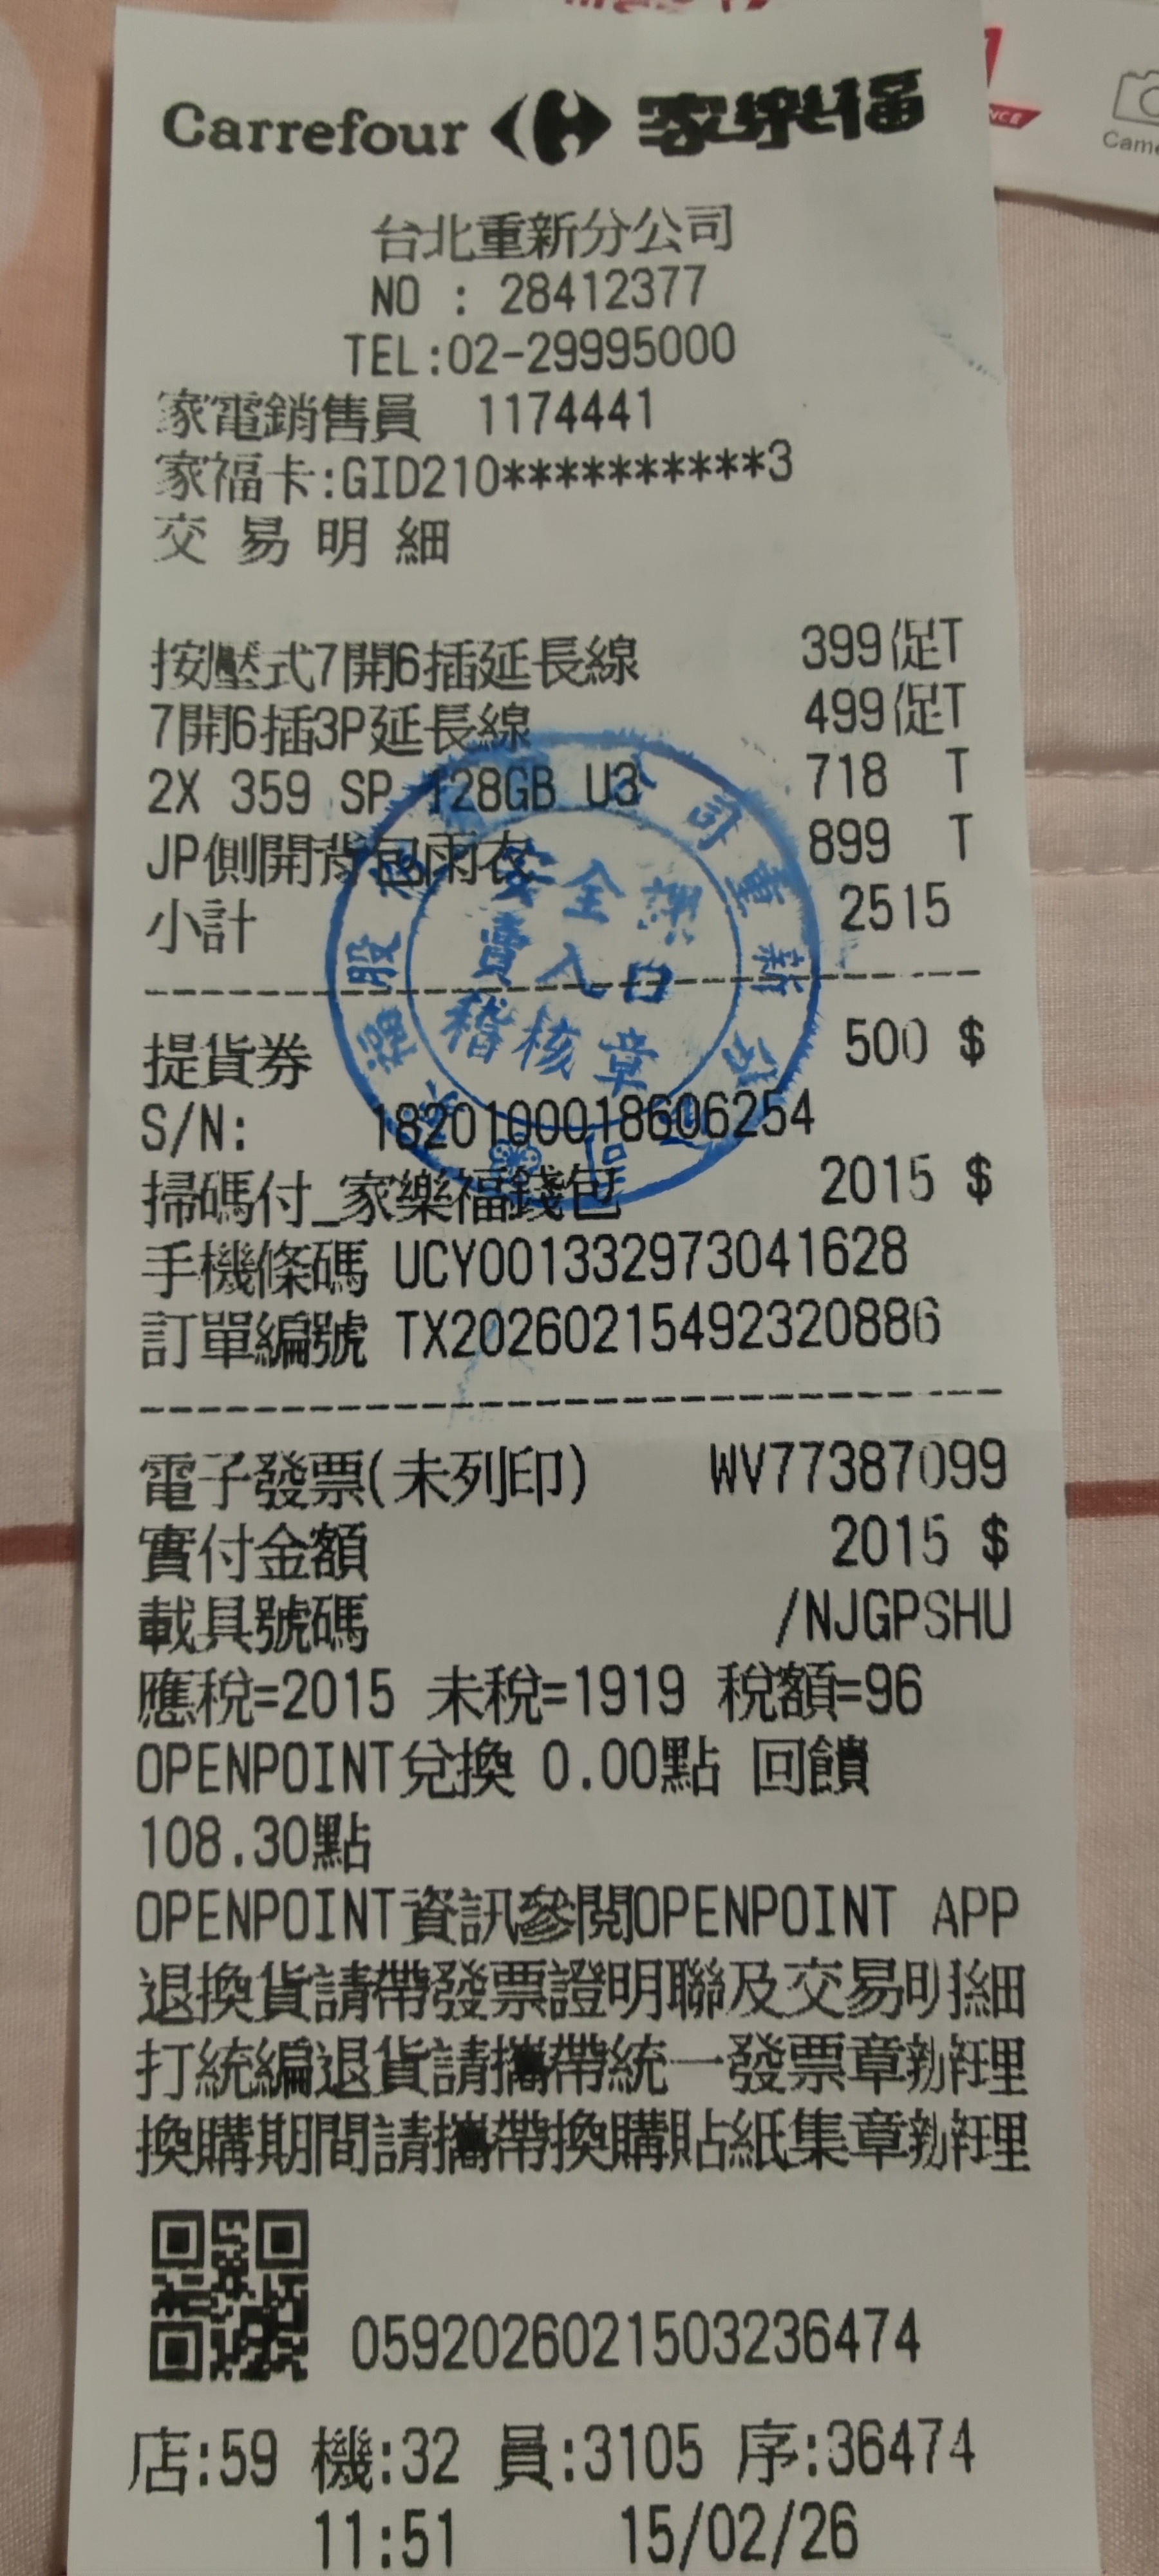 Carrefour 家樂福
台北重新分公司
NO : 28412377
TEL:02-29995000
家電銷售員 1174441
家福卡:GID210**********3
交易明細
按壓式7開6插延長線 399促T
7開6插3P延長線 499促T
2X 359 SP 128GB U3 718 T
JP側開背包雨衣 899 T
小計 2515
安全課
賣入口
稽核章
提貨券 500 $
S/N: 1820100018606254
掃碼付_家樂福錢包 2015 $
手機條碼 UCY001332973041628
訂單編號 TX20260215492320886
電子發票(未列印) WV77387099
實付金額 2015 $
載具號碼 /NJGPSHU
應稅=2015 未稅=1919 稅額=96
OPENPOINT兌換 0.00點 回饋
108.30點
OPENPOINT資訊參閱OPENPOINT APP
退換貨請帶發票證明聯及交易明細
打統編退貨請攜帶統一發票章辦理
換購期間請攜帶換購貼紙集章辦理
0592026021503236474
店:59 機:32 員:3105 序:36474
11:51 15/02/26